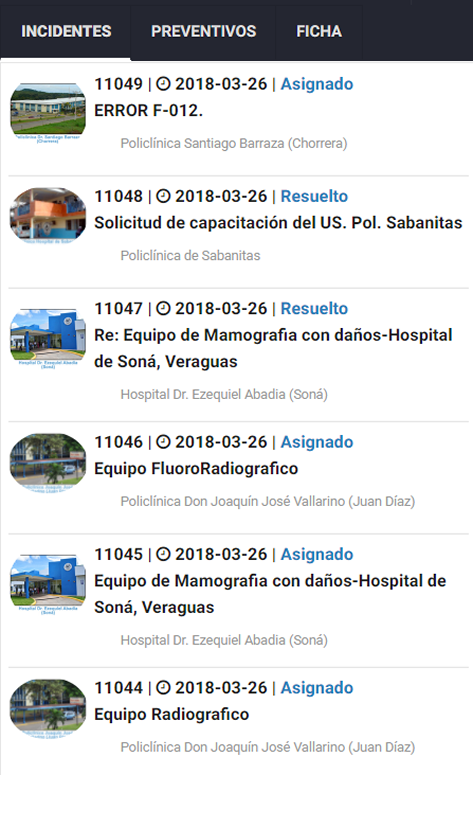 INCIDENTES PREVENTIVOS FICHA
11049 | 2018-03-26 | Asignado
ERROR F-012.
Policlínica Santiago Barraza (Chorrera)
11048 | 2018-03-26 | Resuelto
Solicitud de capacitación del US. Pol. Sabanitas
Policlínica de Sabanitas
11047 | 2018-03-26 | Resuelto
Re: Equipo de Mamografia con daños-Hospital
de Soná, Veraguas
Hospital Dr. Ezequiel Abadia (Soná)
11046 | 2018-03-26 | Asignado
Equipo FluoroRadiografico
Policlínica Don Joaquín José Vallarino (Juan Díaz)
11045 | 2018-03-26 | Asignado
Equipo de Mamografia con daños-Hospital de
Soná, Veraguas
Hospital Dr. Ezequiel Abadia (Soná)
11044 | 2018-03-26 | Asignado
Equipo Radiografico
Policlínica Don Joaquín José Vallarino (Juan Díaz)